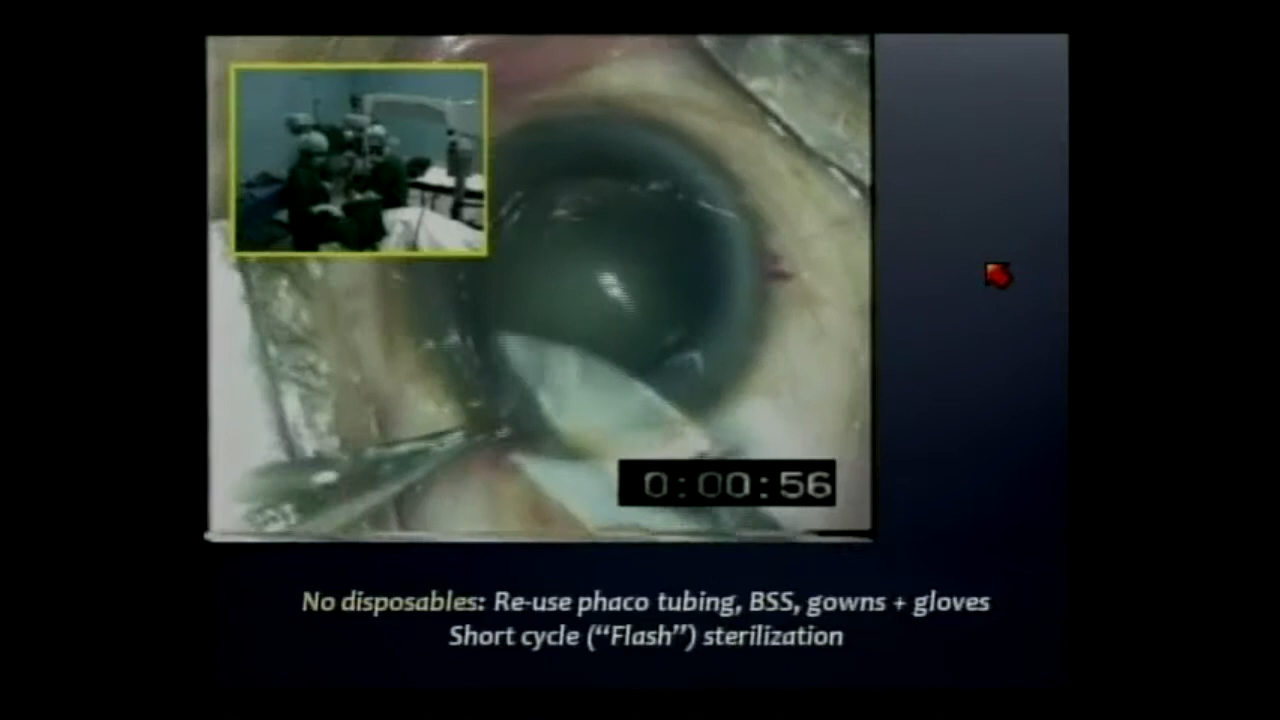 0:00:56
No disposables: Re-use phaco tubing, BSS, gowns + gloves
Short cycle (“Flash”) sterilization